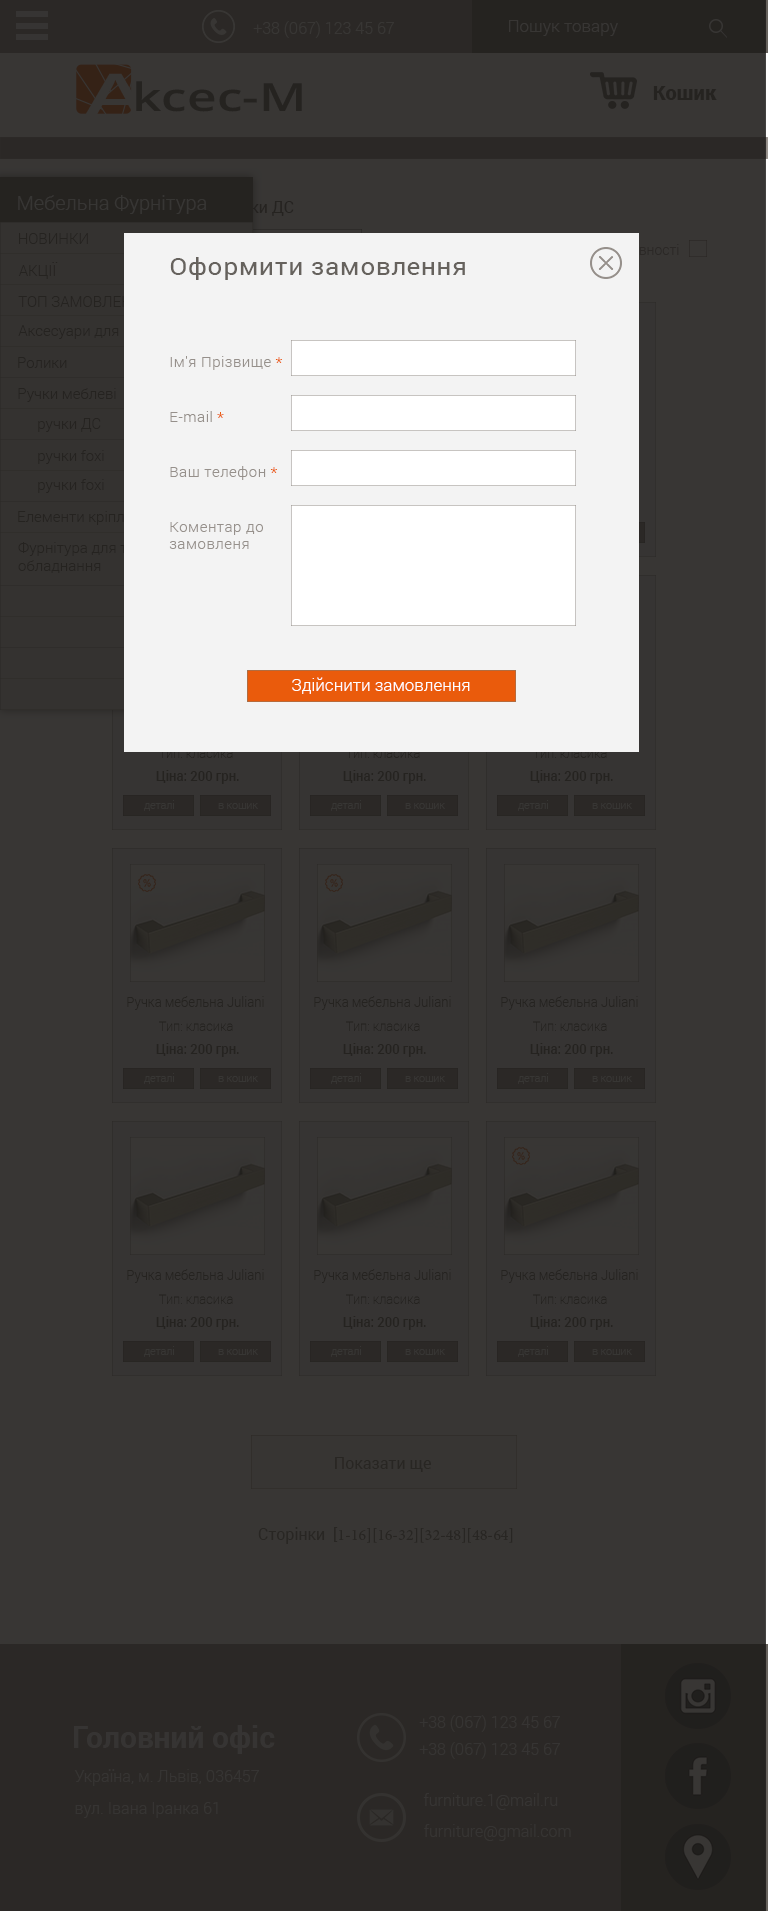 +38 (067) 123 45 67
Пошук товару
Аксес-М
Кошик
Мебельна Фурнітура
ки ДС
НОВИНКИ
вності
Оформити замовлення
АКЦІЇ
ТОП ЗАМОВЛЕ
Аксесуари для
Ролики
Ручки меблеві
ручки ДС
ручки foxi
ручки foxi
Елементи кріпл
Фурнітура для
обладнання
Ім'я Прізвище *
E-mail *
Ваш телефон *
Коментар до
замовленя
Здійснити замовлення
Тип: класика Тип: класика Тип: класика
Ціна: 200 грн. Ціна: 200 грн. Ціна: 200 грн.
деталі в кошик деталі в кошик деталі в кошик
% %
Ручка мебельна Juliani Ручка мебельна Juliani Ручка мебельна Juliani
Тип: класика Тип: класика Тип: класика
Ціна: 200 грн. Ціна: 200 грн. Ціна: 200 грн.
деталі в кошик деталі в кошик деталі в кошик
%
Ручка мебельна Juliani Ручка мебельна Juliani Ручка мебельна Juliani
Тип: класика Тип: класика Тип: класика
Ціна: 200 грн. Ціна: 200 грн. Ціна: 200 грн.
деталі в кошик деталі в кошик деталі в кошик
Показати ще
Сторінки [1-16][16-32][32-48][48-64]
Головний офіс
Україна, м. Львів, 036457
вул. Івана Іранка 61
+38 (067) 123 45 67
+38 (067) 123 45 67
furniture 1@mail.ru
furniture@gmail.com